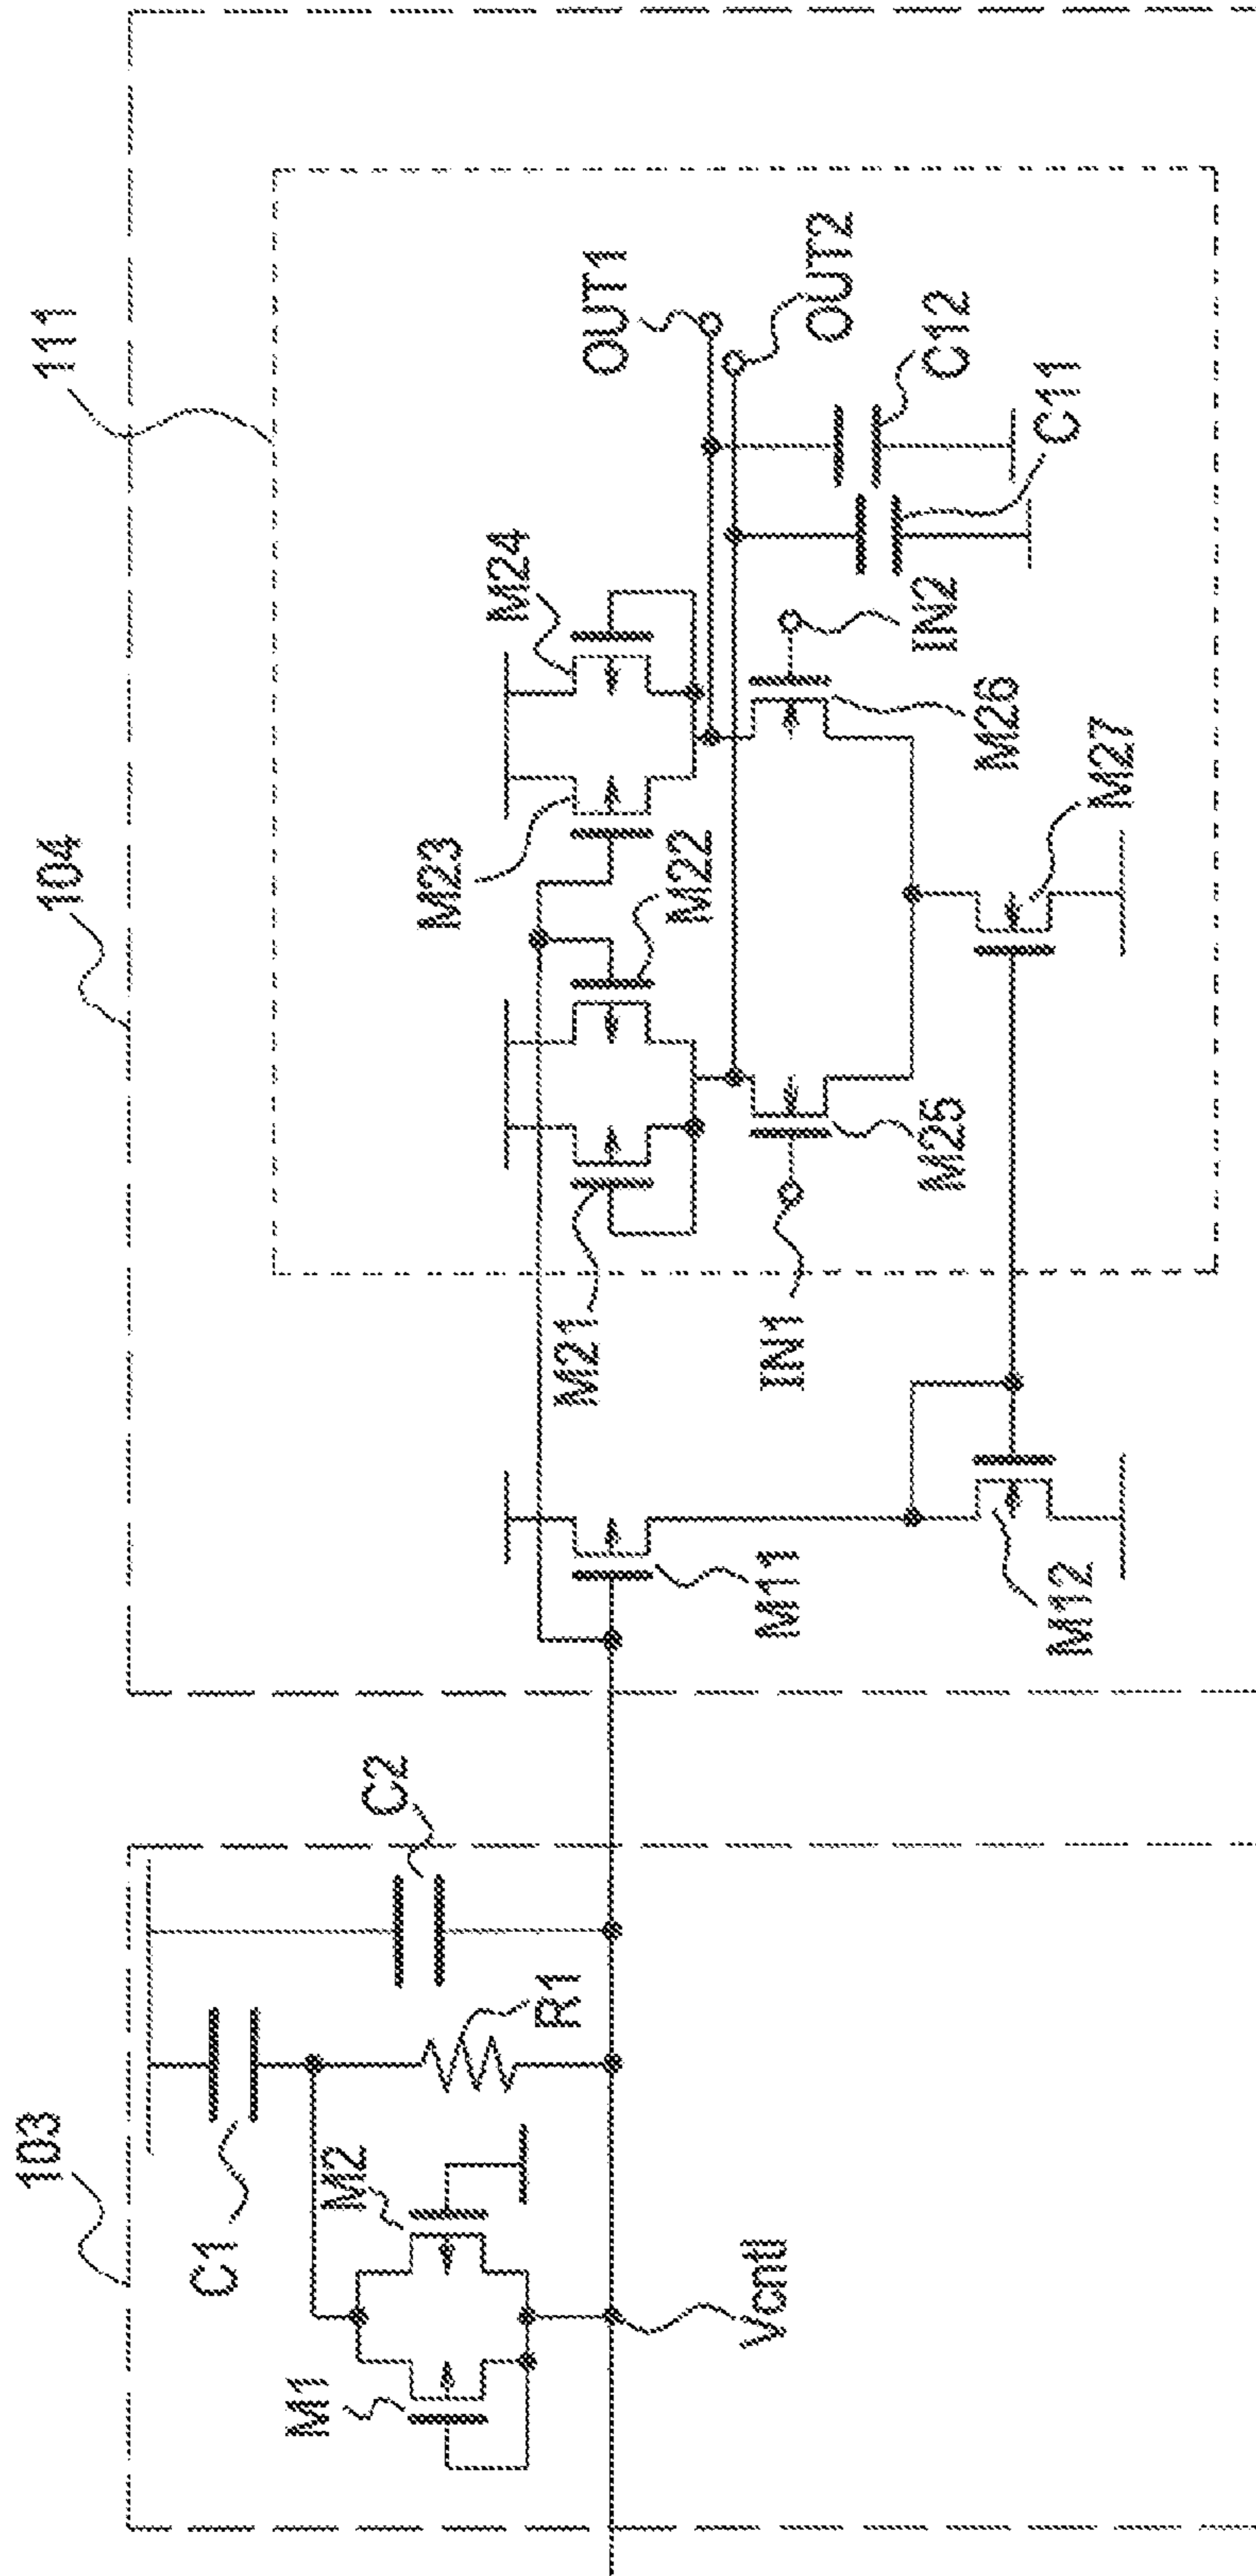 103
104
111
C1
C2
M2
R1
M1
Vcntl
M23
M24
OUT1
M21
M22
OUT2
M11
IN1
IN2
C12
M25
M26
C11
M12
M27